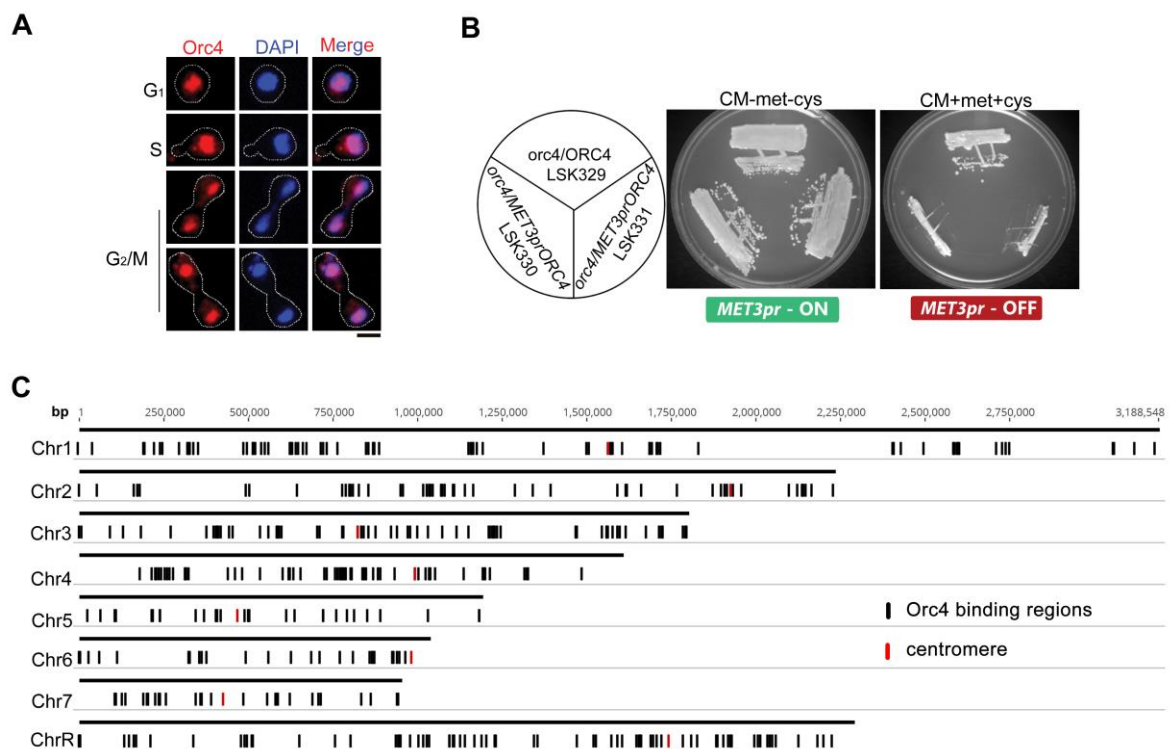 A
Orc4 DAPI Merge
G1
S
G2/M
B
orc4/ORC4
LSK329
orc4/MET3prORC4
LSK330
orc4/MET3prORC4
LSK331
CM-met-cys
CM+met+cys
MET3pr - ON
MET3pr - OFF
C
bp 1 250,000 500,000 750,000 1,000,000 1,250,000 1,500,000 1,750,000 2,000,000 2,250,000 2,500,000 2,750,000 3,188,548
Chr1
Chr2
Chr3
Chr4
Chr5
Orc4 binding regions
centromere
Chr6
Chr7
ChrR